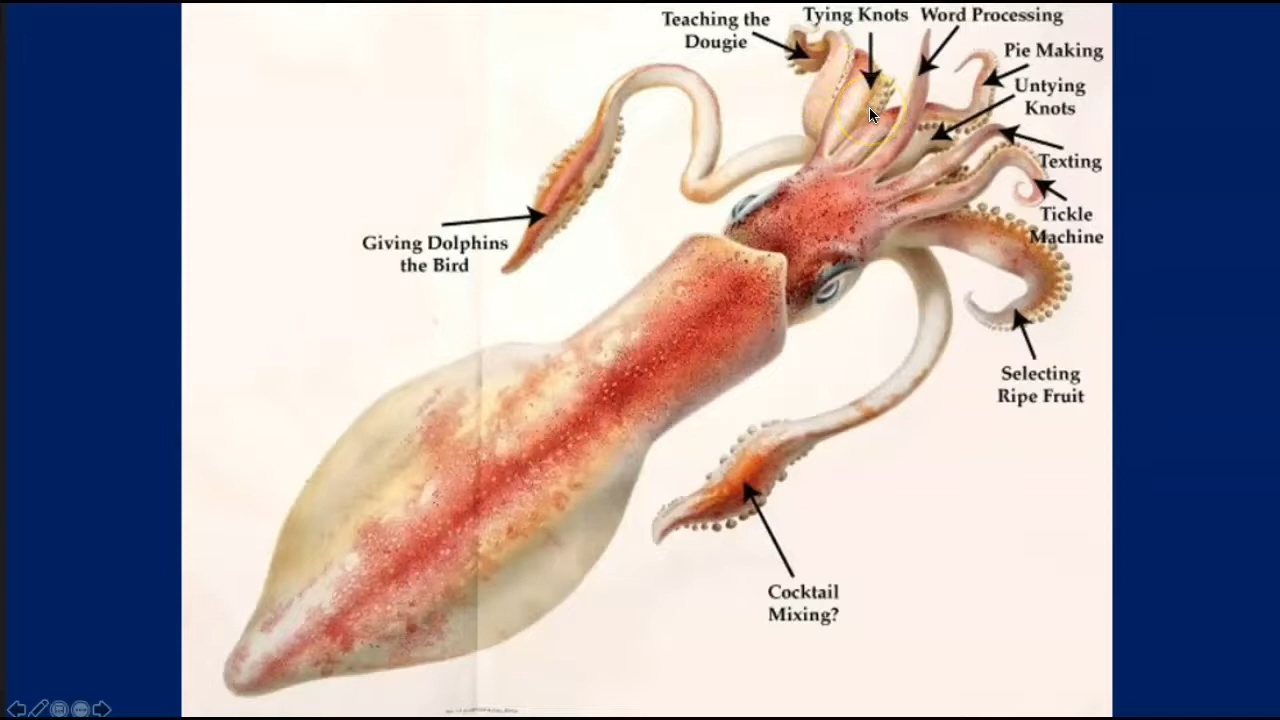 Teaching the
Dougie
Tying Knots
Word Processing
Pie Making
Untying
Knots
Texting
Tickle
Machine
Giving Dolphins
the Bird
Selecting
Ripe Fruit
Cocktail
Mixing?